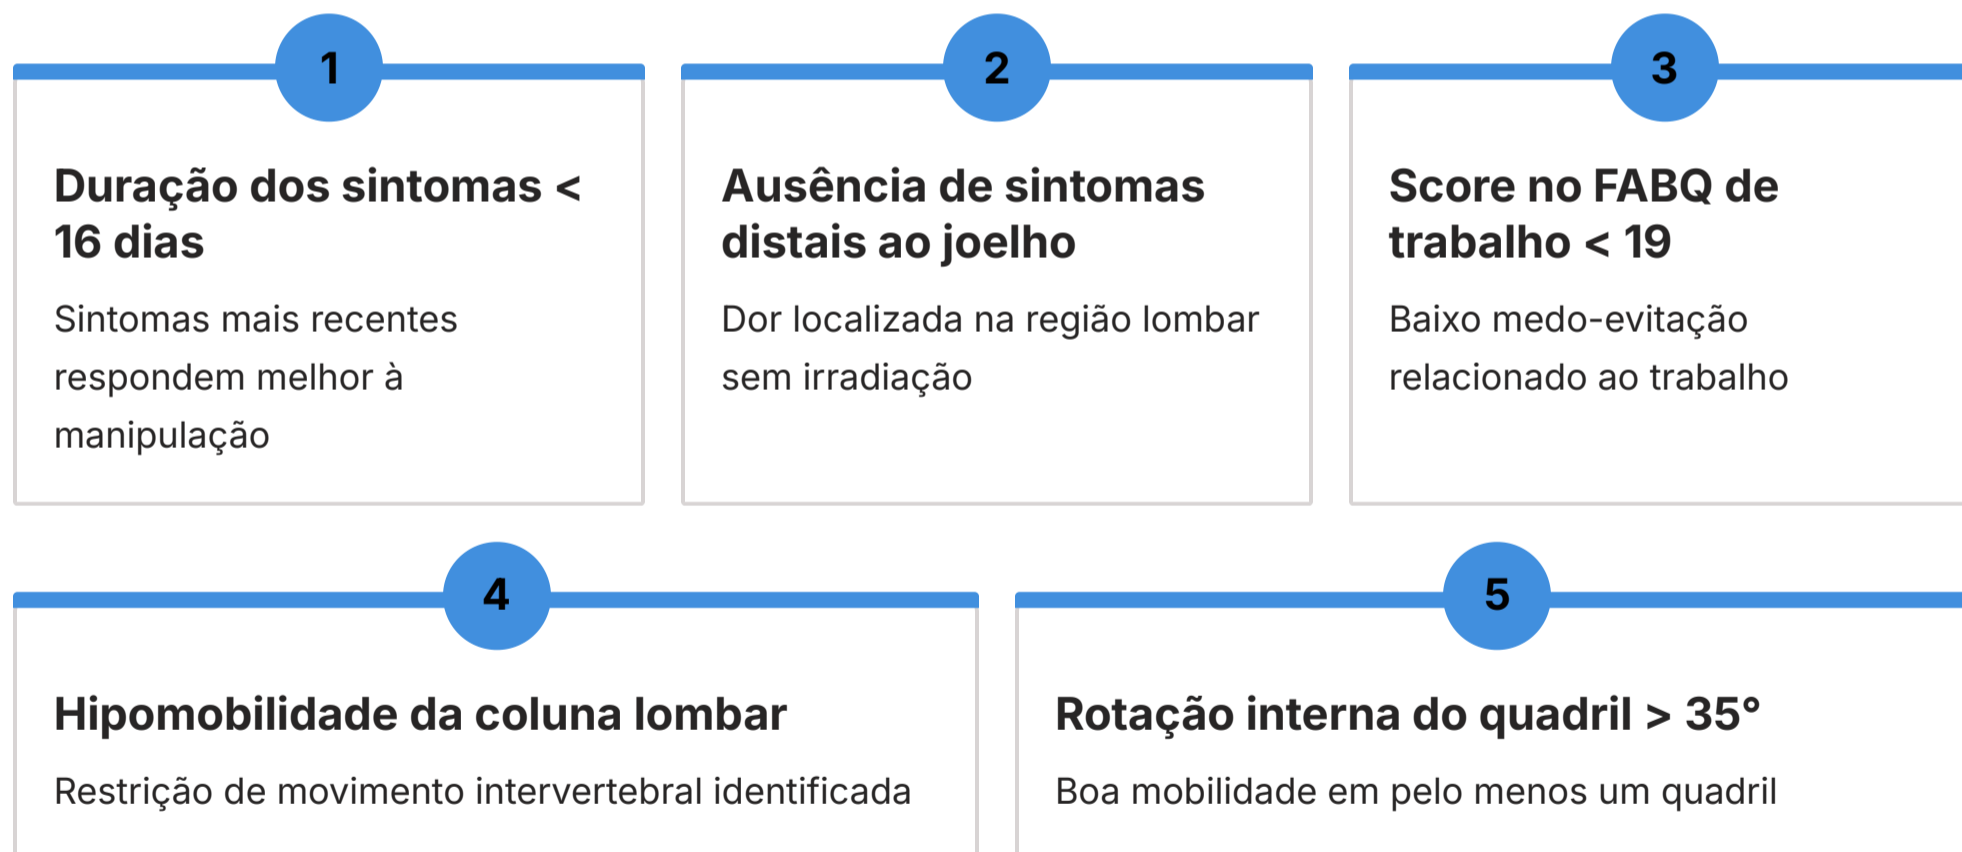 1
Duração dos sintomas <
16 dias
Sintomas mais recentes
respondem melhor à
manipulação
2
Ausência de sintomas
distais ao joelho
Dor localizada na região lombar
sem irradiação
3
Score no FABQ de
trabalho < 19
Baixo medo-evitação
relacionado ao trabalho
4
Hipomobilidade da coluna lombar
Restrição de movimento intervertebral identificada
5
Rotação interna do quadril > 35°
Boa mobilidade em pelo menos um quadril